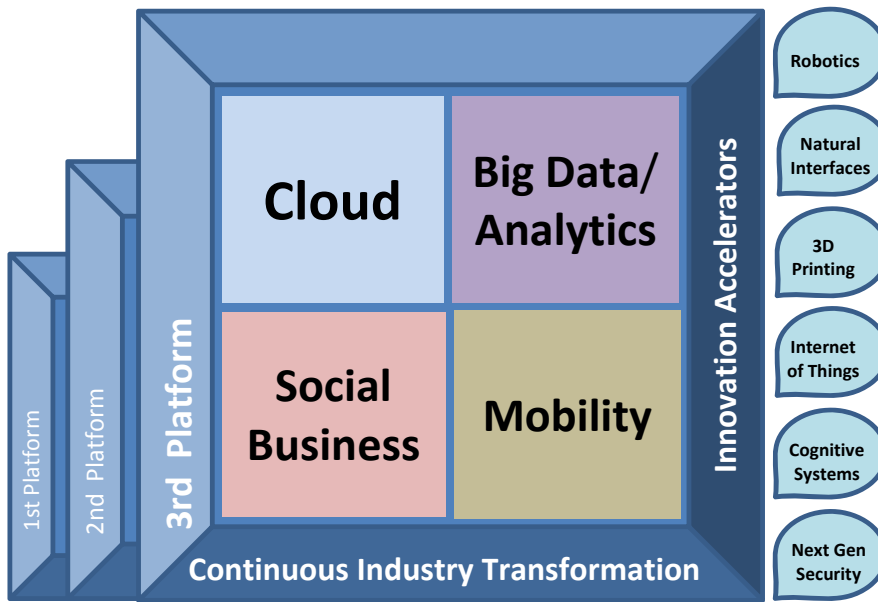 1st Platform
2nd Platform
3rd Platform
Cloud
Big Data/
Analytics
Social
Business
Mobility
Continuous Industry Transformation
Innovation Accelerators
Robotics
Natural
Interfaces
3D
Printing
Internet
of Things
Cognitive
Systems
Next Gen
Security